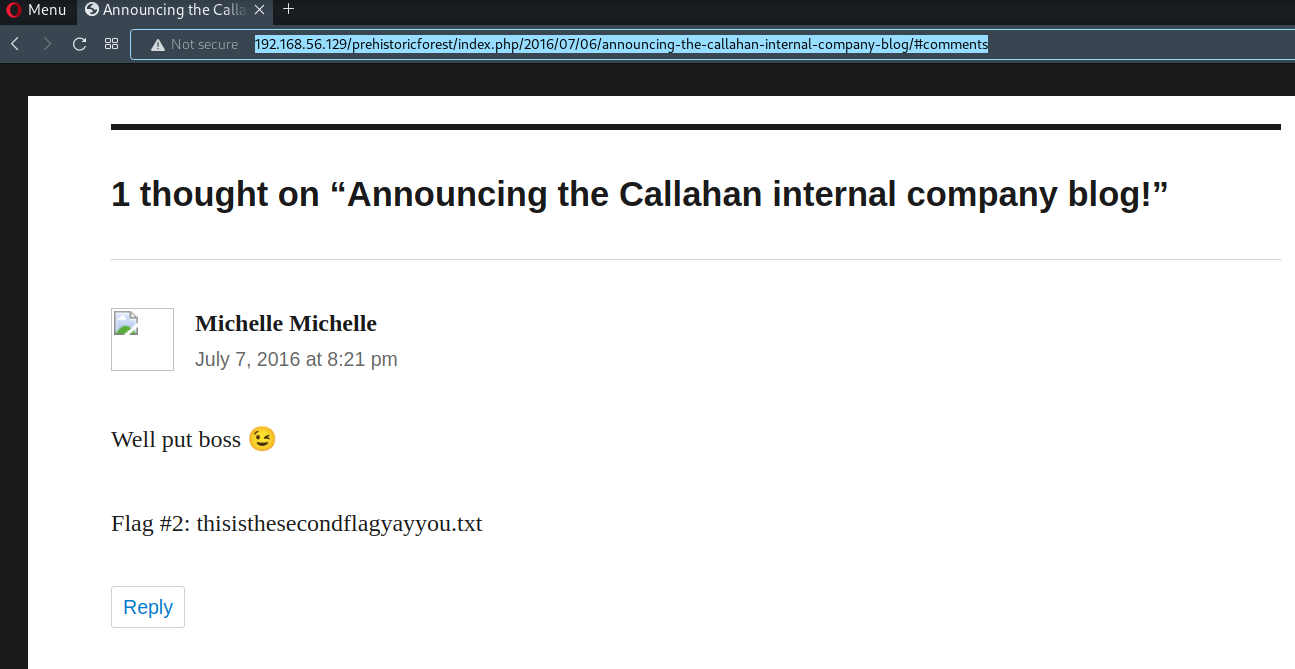 Menu
Announcing the Calla
Not secure
192.168.56.129/prehistoricforest/index.php/2016/07/06/announcing-the-callahan-internal-company-blog/#comments
1 thought on “Announcing the Callahan internal company blog!”
Michelle Michelle
July 7, 2016 at 8:21 pm
Well put boss 😉
Flag #2: thisisthesecondflagyayyou.txt
Reply